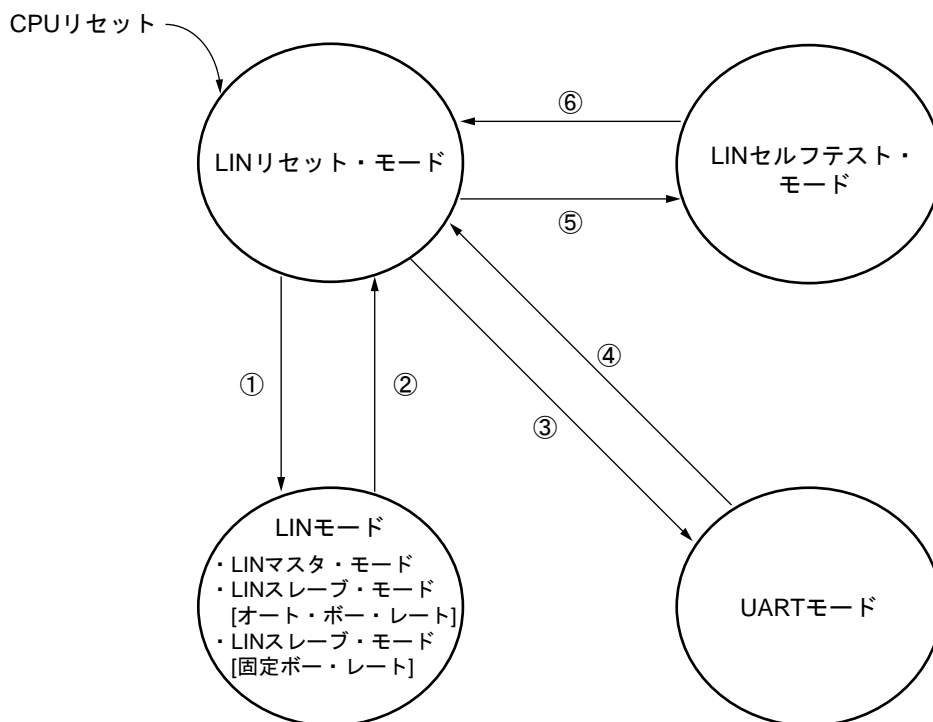 CPUリセット
LINリセット・モード
⑥
⑤
LINセルフテスト・
モード
①
②
③
④
LINモード
・LINマスタ・モード
・LINスレーブ・モード
[オート・ボー・レート]
・LINスレーブ・モード
[固定ボー・レート]
UARTモード